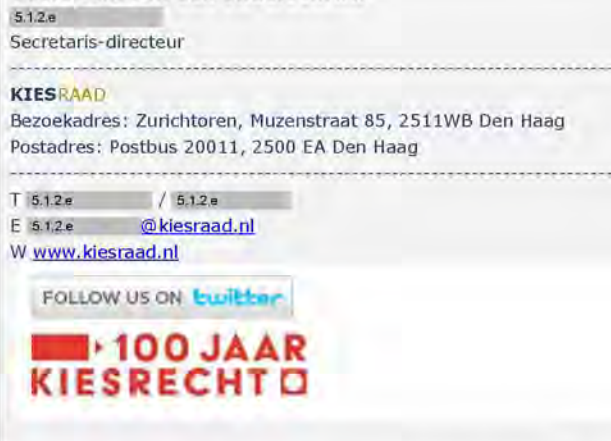 5.1.2.e
Secretaris-directeur
KIESRAAD
Bezoekadres: Zurichtoren, Muzenstraat 85, 2511WB Den Haag
Postadres: Postbus 20011, 2500 EA Den Haag
T 5.1.2.e / 5.1.2.e
E 5.1.2.e @kiesraad.nl
W www.kiesraad.nl
FOLLOW US ON twitter
100 JAAR
KIESRECHT